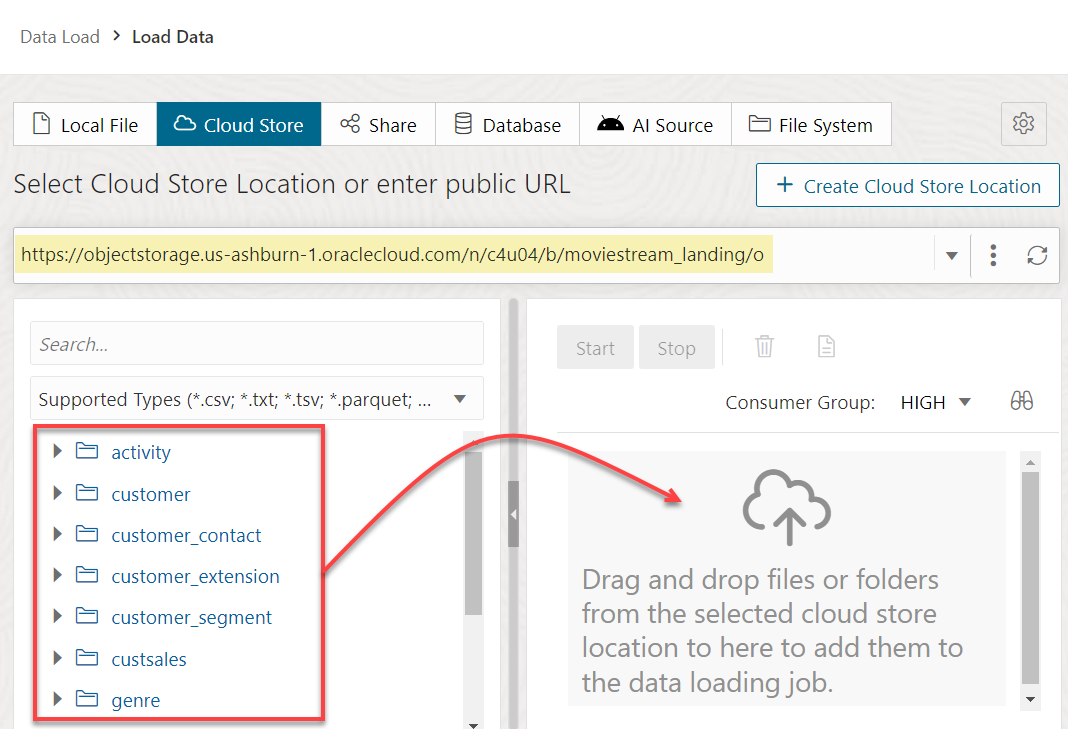 Data Load > Load Data
Local File
Cloud Store
Share
Database
AI Source
File System
Select Cloud Store Location or enter public URL
+ Create Cloud Store Location
https://objectstorage.us-ashburn-1.oraclecloud.com/n/c4u04/b/moviestream_landing/o
Search...
Supported Types (*.csv; *.txt; *.tsv; *.parquet; ...
activity
customer
customer_contact
customer_extension
customer_segment
custsales
genre
Start
Stop
Consumer Group: HIGH
Drag and drop files or folders
from the selected cloud store
location to here to add them to
the data loading job.